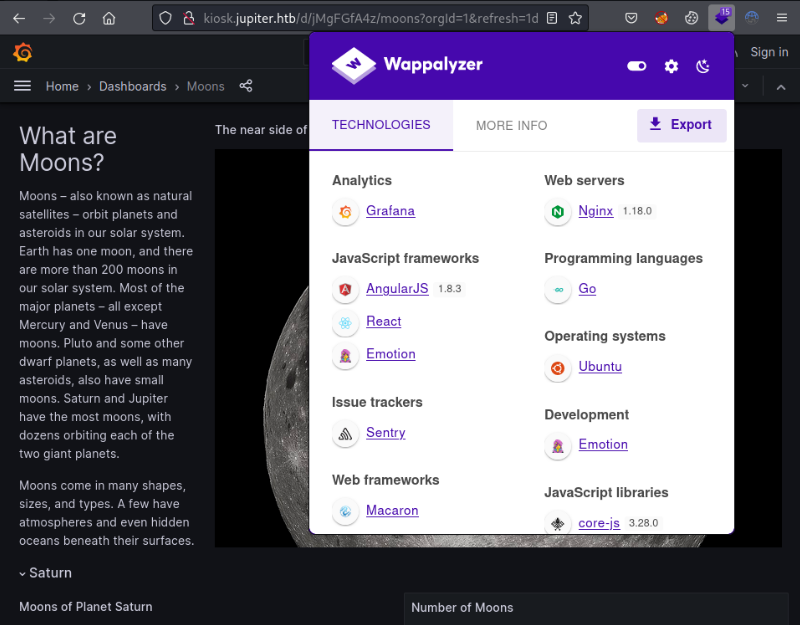 15
kiosk.jupiter.htb/d/jMgFGfA4z/moons?orgId=1&refresh=1d
Sign in
Home › Dashboards › Moons
Wappalyzer
TECHNOLOGIES
MORE INFO
Export
What are
Moons?
Moons – also known as natural
satellites – orbit planets and
asteroids in our solar system.
Earth has one moon, and there
are more than 200 moons in
our solar system. Most of the
major planets – all except
Mercury and Venus – have
moons. Pluto and some other
dwarf planets, as well as many
asteroids, also have small
moons. Saturn and Jupiter
have the most moons, with
dozens orbiting each of the
two giant planets.
Moons come in many shapes,
sizes, and types. A few have
atmospheres and even hidden
oceans beneath their surfaces.
Saturn
Moons of Planet Saturn
The near side of
Analytics
Grafana
JavaScript frameworks
AngularJS 1.8.3
React
Emotion
Issue trackers
Sentry
Web frameworks
Macaron
Web servers
Nginx 1.18.0
Programming languages
Go
Operating systems
Ubuntu
Development
Emotion
JavaScript libraries
core-js 3.28.0
Number of Moons